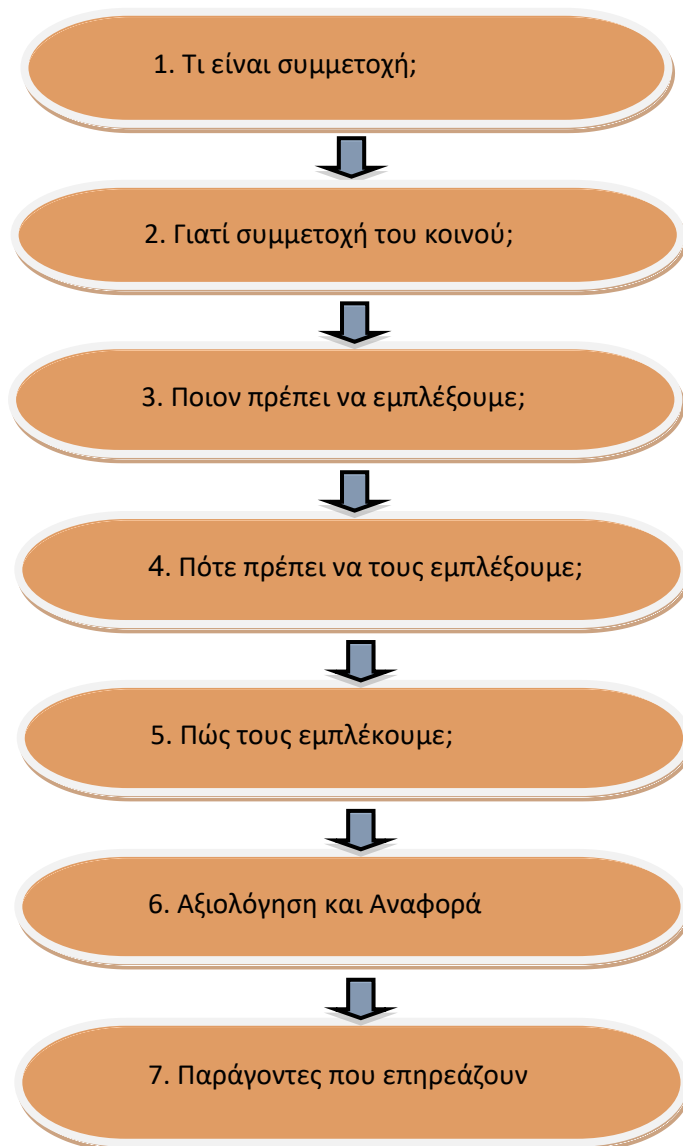 1. Τι είναι συμμετοχή;
2. Γιατί συμμετοχή του κοινού;
3. Ποιον πρέπει να εμπλέξουμε;
4. Πότε πρέπει να τους εμπλέξουμε;
5. Πώς τους εμπλέκουμε;
6. Αξιολόγηση και Αναφορά
7. Παράγοντες που επηρεάζουν